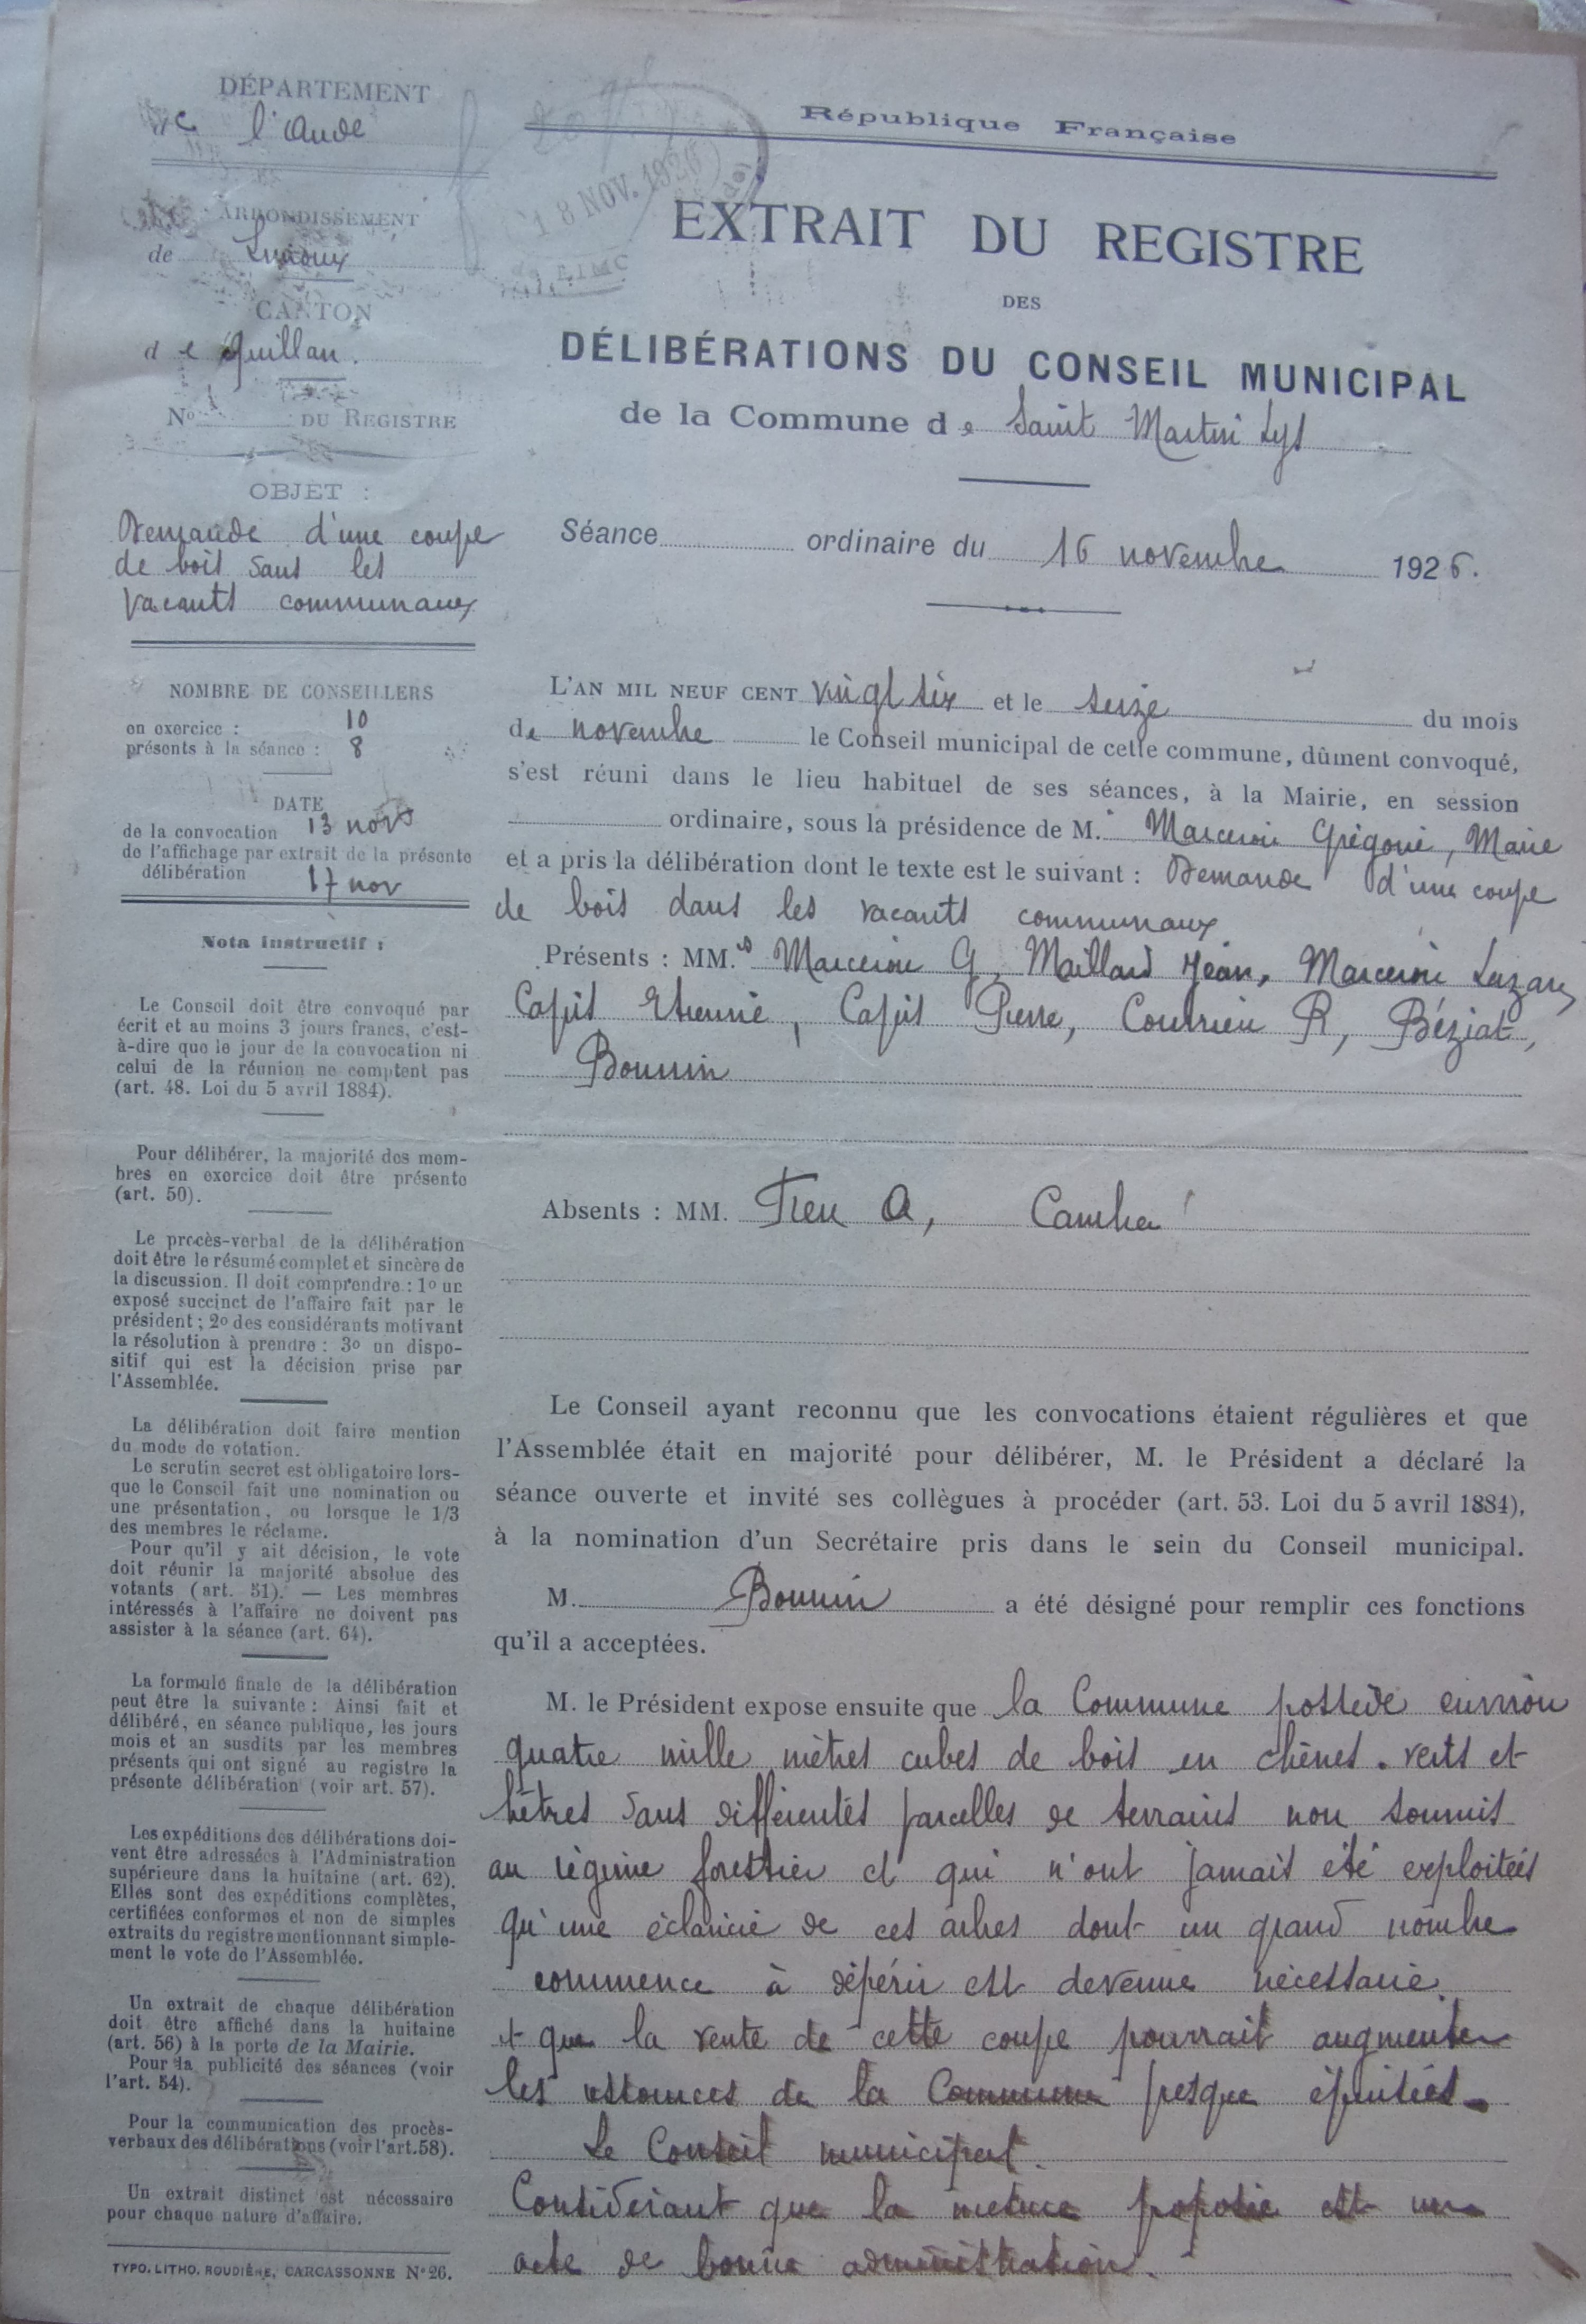 DÉPARTEMENT
de l'Aude
ARRONDISSEMENT
de Limoux
CANTON
de Quillan.
No DU REGISTRE
OBJET :
Demande d'une coupe
de bois dans les
vacants communaux
NOMBRE DE CONSEILLERS
en exercice : 10
présents à la séance : 8
DATE
de la convocation 13 nov
de l'affichage par extrait de la présente
délibération 17 nov
Nota instructif :
Le Conseil doit être convoqué par
écrit et au moins 3 jours francs, c'est-
à-dire que le jour de la convocation ni
celui de la réunion ne comptent pas
(art. 48. Loi du 5 avril 1884).
Pour délibérer, la majorité des mem-
bres en exercice doit être présente
(art. 50).
Le procès-verbal de la délibération
doit être le résumé complet et sincère de
la discussion. Il doit comprendre : 1o un
exposé succinct de l'affaire fait par le
président ; 2o des considérants motivant
la résolution à prendre : 3o un dispo-
sitif qui est la décision prise par
l'Assemblée.
La délibération doit faire mention
du mode de votation.
Le scrutin secret est obligatoire lors-
que le Conseil fait une nomination ou
une présentation, ou lorsque le 1/3
des membres le réclame.
Pour qu'il y ait décision, le vote
doit réunir la majorité absolue des
votants (art. 51). — Les membres
intéressés à l'affaire ne doivent pas
assister à la séance (art. 64).
La formule finale de la délibération
peut être la suivante : Ainsi fait et
délibéré, en séance publique, les jours
mois et an susdits par les membres
présents qui ont signé au registre la
présente délibération (voir art. 57).
Les expéditions des délibérations doi-
vent être adressées à l'Administration
supérieure dans la huitaine (art. 62).
Elles sont des expéditions complètes,
certifiées conformes et non de simples
extraits du registre mentionnant simple-
ment le vote de l'Assemblée.
Un extrait de chaque délibération
doit être affiché dans la huitaine
(art. 56) à la porte de la Mairie.
Pour la publicité des séances (voir
l'art. 54).
Pour la communication des procès-
verbaux des délibérations (voir l'art. 58).
Un extrait distinct est nécessaire
pour chaque nature d'affaire.
TYPO. LITHO. ROUDIÈRE, CARCASSONNE N° 26.
18 NOV. 1926
République Française
EXTRAIT DU REGISTRE
DES
DÉLIBÉRATIONS DU CONSEIL MUNICIPAL
de la Commune de Saint Martin Lys
Séance ordinaire du 16 novembre 1926.
L'AN MIL NEUF CENT vingt six et le seize du mois
de novembre le Conseil municipal de cette commune, dûment convoqué,
s'est réuni dans le lieu habituel de ses séances, à la Mairie, en session
ordinaire, sous la présidence de M. Marceroir Grégoire, Maire
et a pris la délibération dont le texte est le suivant : Demande d'une coupe
de bois dans les vacants communaux
Présents : MM. G, Maillard Jean, Lazare,
Etienne, Pierre, R, Béziat,
Absents : MM. A,
Le Conseil ayant reconnu que les convocations étaient régulières et que
l'Assemblée était en majorité pour délibérer, M. le Président a déclaré la
séance ouverte et invité ses collègues à procéder (art. 53. Loi du 5 avril 1884),
à la nomination d'un Secrétaire pris dans le sein du Conseil municipal.
M. a été désigné pour remplir ces fonctions
qu'il a acceptées.
M. le Président expose ensuite que la Commune possède environ
quatre mille mètres cubes de bois en chênes. verts et
hêtres dans différentes parcelles de terrains non soumis
au régime forestier et qui n'ont jamais été exploitées
qu'une éclaircie de ces arbres dont un grand nombre
commence à dépérir est devenue nécessaire.
et que la vente de cette coupe pourrait augmenter
les ressources de la Commune presque épuisées.
Le Conseil municipal.
Considérant que la mesure proposée est un
acte de bonne administration.